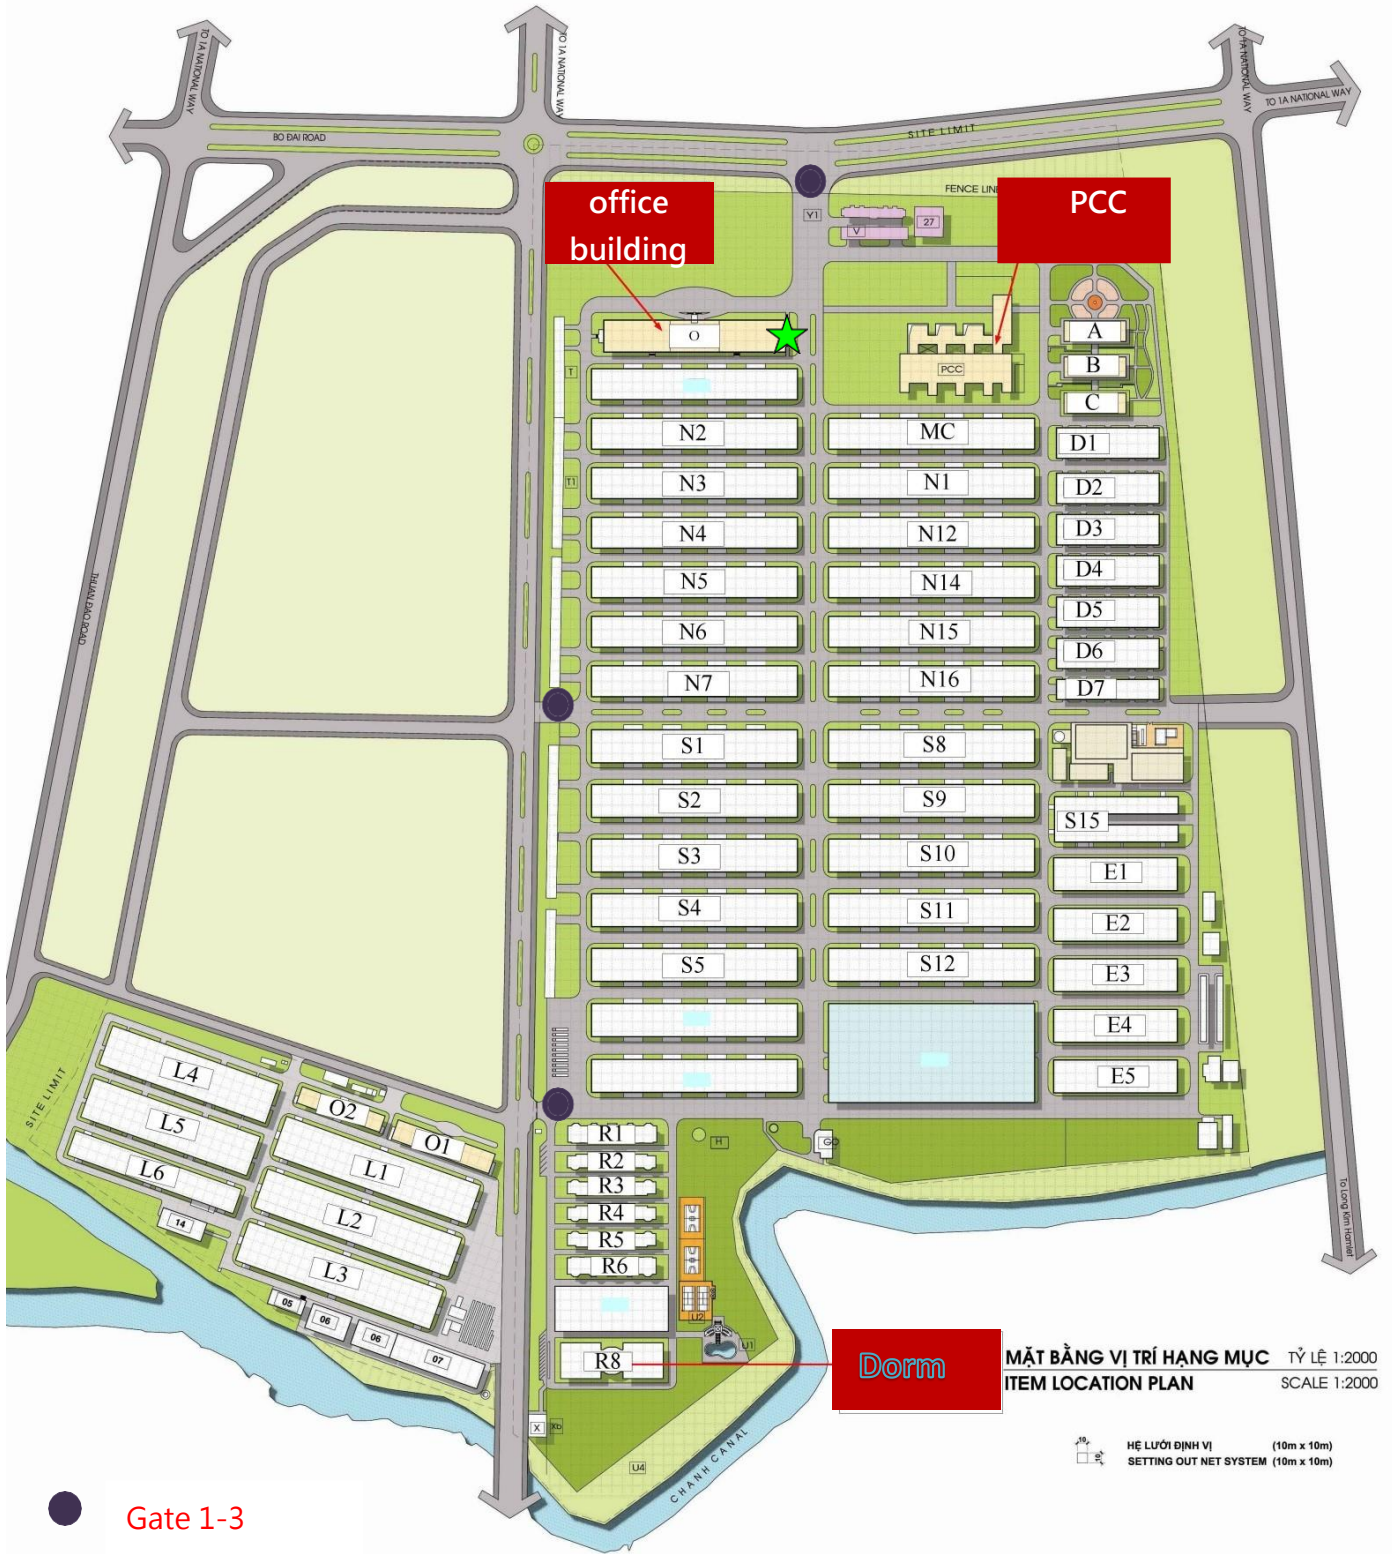 TO 1A NATIONAL WAY
TO 1A NATIONAL WAY
TO 1A NATIONAL WAY
TO 1A NATIONAL WAY
BO ĐAI ROAD
SITE LIMIT
FENCE LINE
office
building
PCC
Y1
V
27
O
T
PCC
A
B
C
N2
MC
D1
N3
N1
D2
T1
N4
N12
D3
N5
N14
D4
D5
N6
N15
D6
N7
N16
D7
THUAN ĐAO ROAD
S1
S8
S2
S9
S15
S3
S10
E1
S4
S11
E2
S5
S12
E3
E4
E5
SITE LIMIT
L4
O2
L5
O1
L6
L1
14
L2
L3
05
06
06
07
R1
R2
R3
R4
R5
R6
R8
H
GO
U2
U1
X
Xb
U4
CHANH CANAL
To Long Kim Hamlet
Dorm
MẶT BẰNG VỊ TRÍ HẠNG MỤC TỶ LỆ 1:2000
ITEM LOCATION PLAN SCALE 1:2000
10
10
HỆ LƯỚI ĐỊNH VỊ (10m x 10m)
SETTING OUT NET SYSTEM (10m x 10m)
Gate 1-3